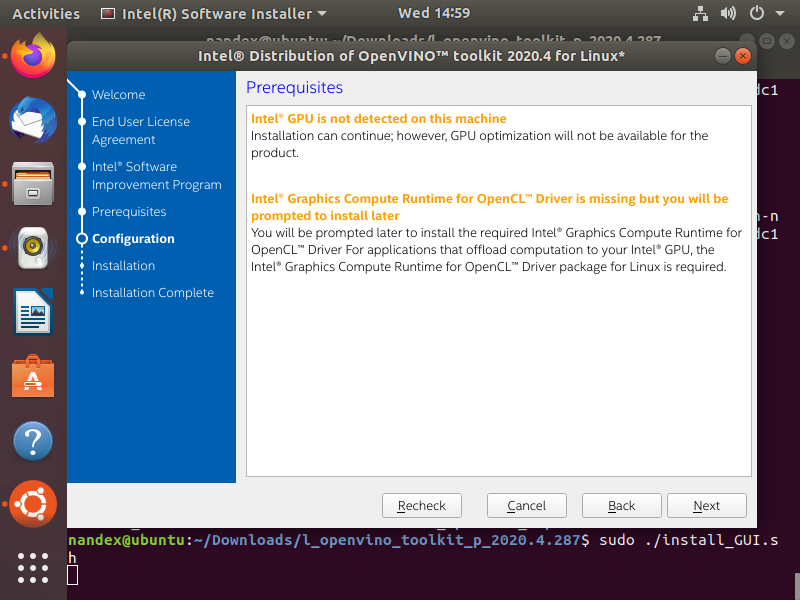 Activities
Intel(R) Software Installer
Wed 14:59
Intel® Distribution of OpenVINO™ toolkit 2020.4 for Linux*
Welcome
End User License
Agreement
Intel® Software
Improvement Program
Prerequisites
Configuration
Installation
Installation Complete
Prerequisites
Intel® GPU is not detected on this machine
Installation can continue; however, GPU optimization will not be available for the
product.
Intel® Graphics Compute Runtime for OpenCL™ Driver is missing but you will be
prompted to install later
You will be prompted later to install the required Intel® Graphics Compute Runtime for
OpenCL™ Driver For applications that offload computation to your Intel® GPU, the
Intel® Graphics Compute Runtime for OpenCL™ Driver package for Linux is required.
Recheck
Cancel
Back
Next
dc1
n-n
dc1
nandex@ubuntu:~/Downloads/l_openvino_toolkit_p_2020.4.287$ sudo ./install_GUI.s
h